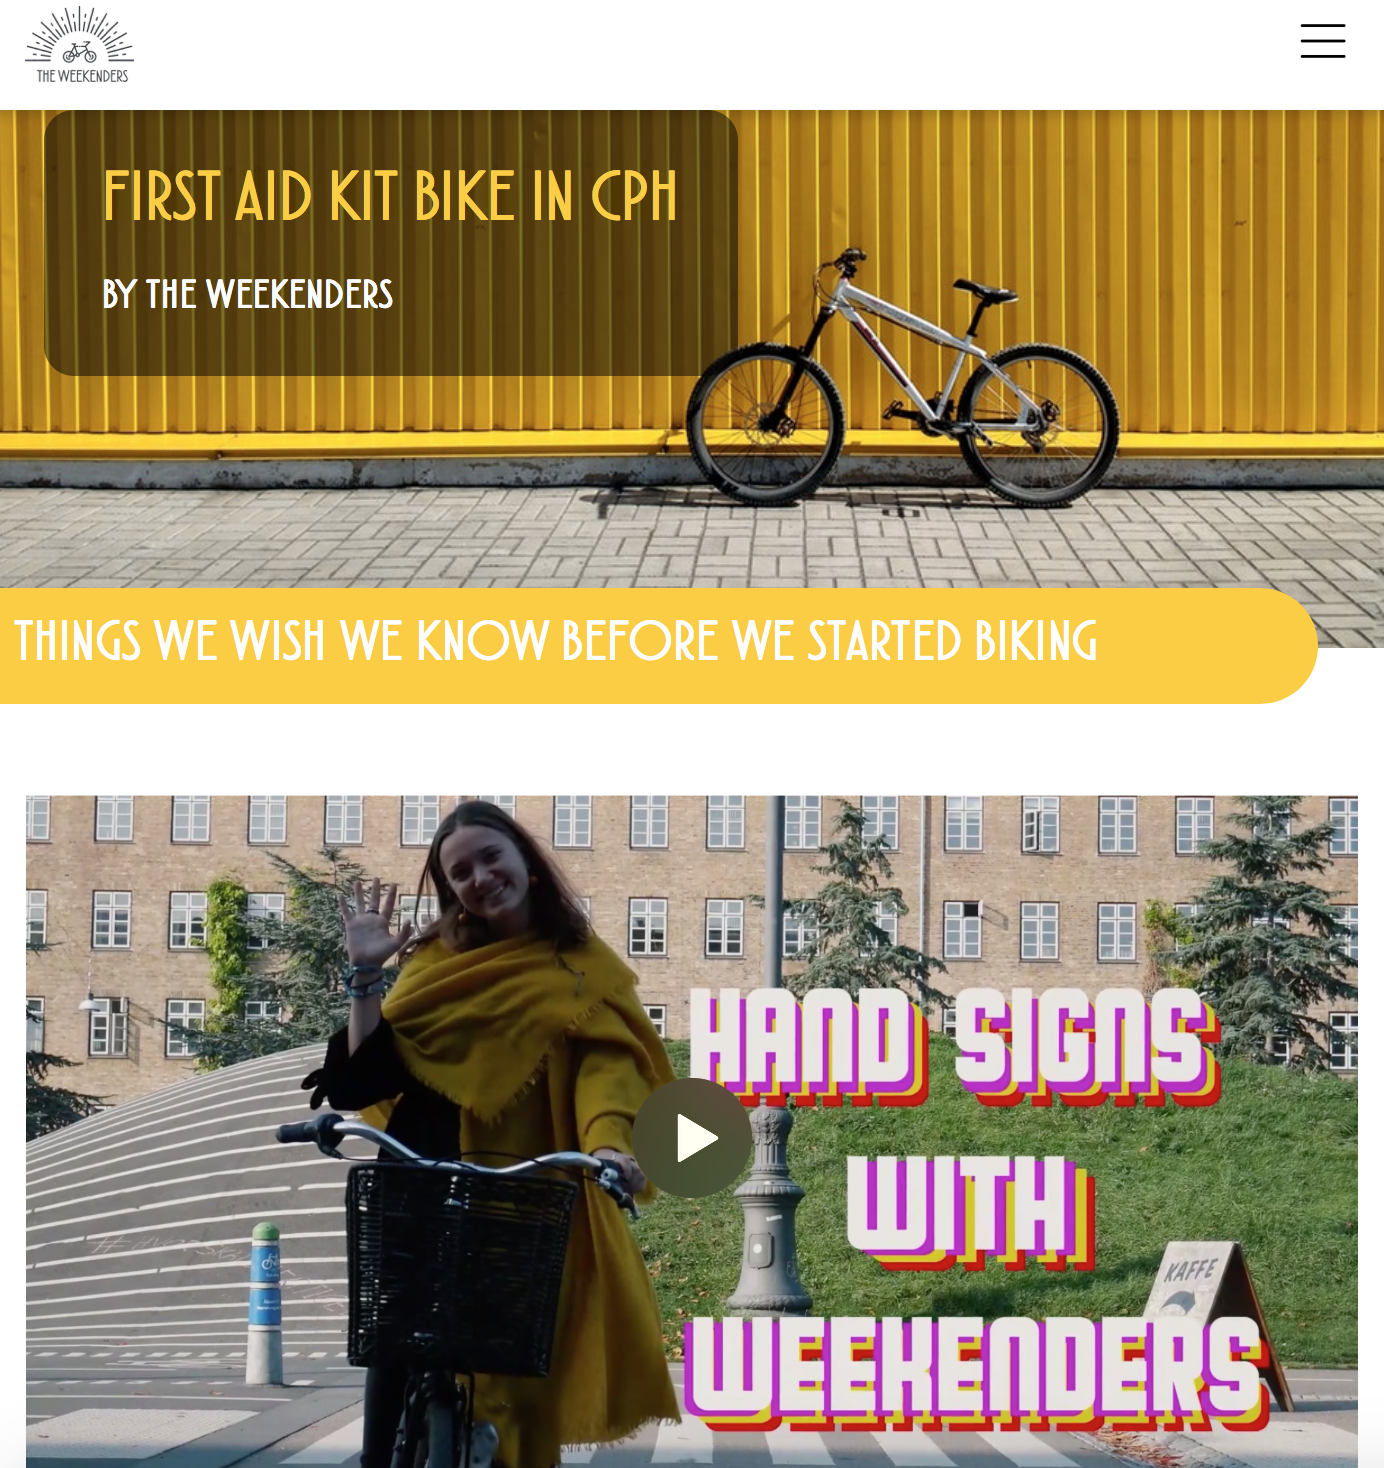 THE WEEKENDERS
FIRST AID KIT BIKE IN CPH
BY THE WEEKENDERS
THINGS WE WISH WE KNOW BEFORE WE STARTED BIKING
HAND SIGNS
WITH
KAFFE
WEEKENDERS